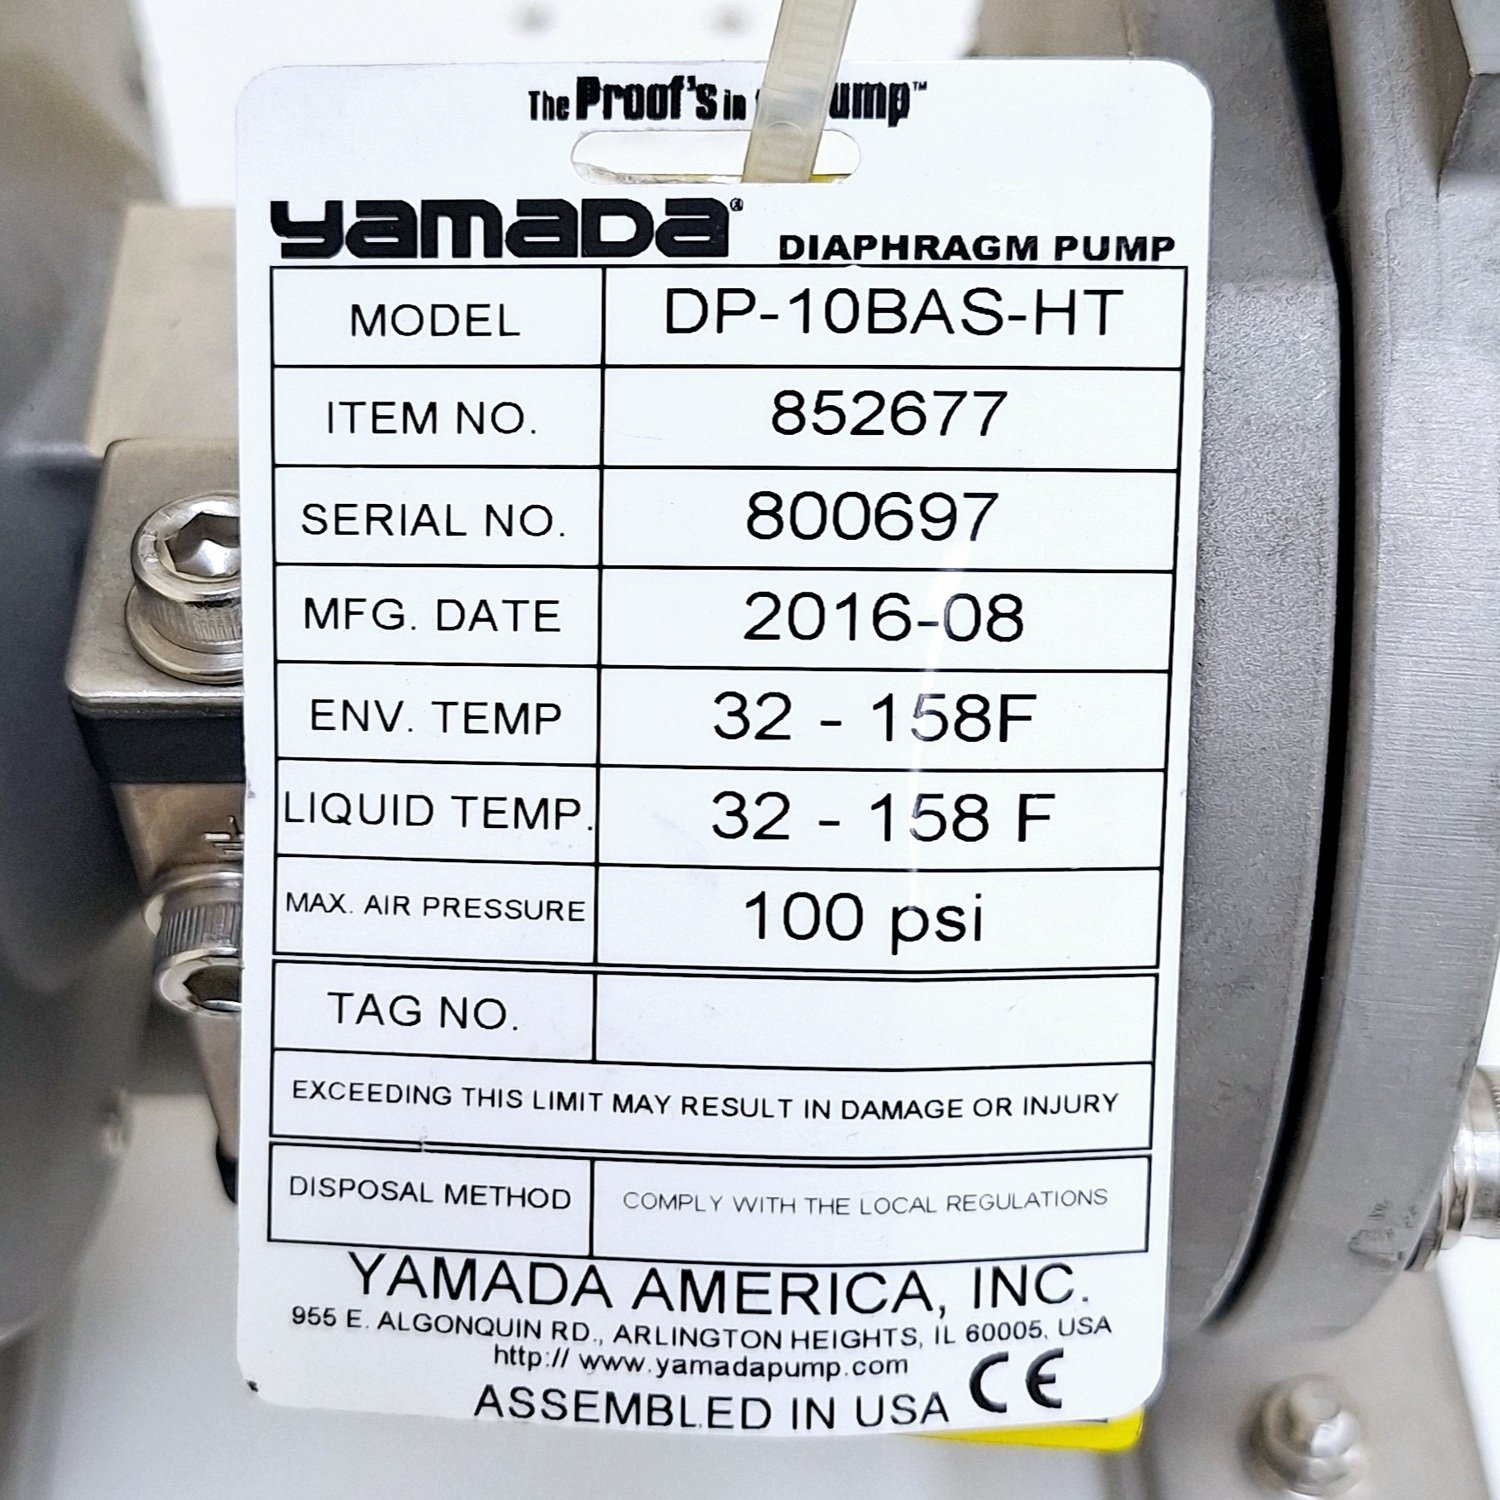 The Proof's in ump™
YAMADA® DIAPHRAGM PUMP
MODEL DP-10BAS-HT
ITEM NO. 852677
SERIAL NO. 800697
MFG. DATE 2016-08
ENV. TEMP 32 - 158F
LIQUID TEMP. 32 - 158 F
MAX. AIR PRESSURE 100 psi
TAG NO.
EXCEEDING THIS LIMIT MAY RESULT IN DAMAGE OR INJURY
DISPOSAL METHOD COMPLY WITH THE LOCAL REGULATIONS
YAMADA AMERICA, INC.
955 E. ALGONQUIN RD., ARLINGTON HEIGHTS, IL 60005, USA
http:// www.yamadapump.com
ASSEMBLED IN USA CE